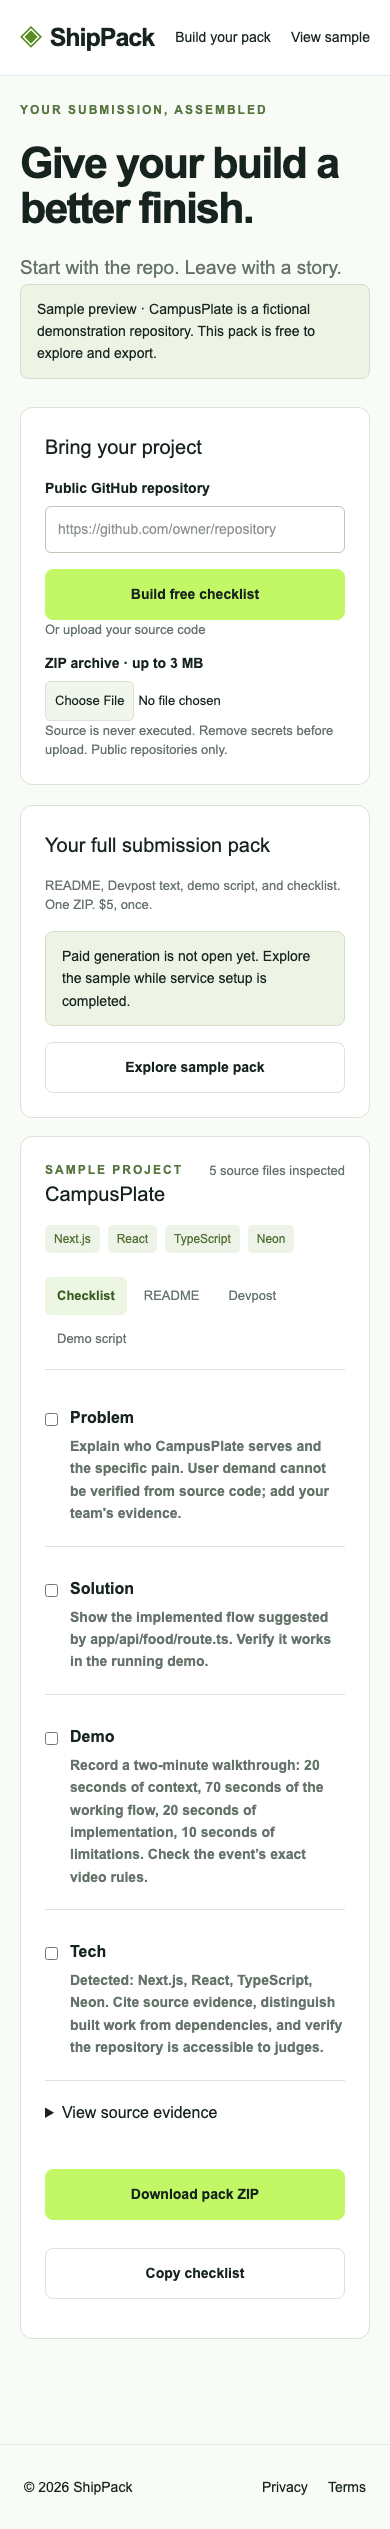 ShipPack Build your pack View sample
YOUR SUBMISSION, ASSEMBLED
Give your build a
better finish.
Start with the repo. Leave with a story.
Sample preview · CampusPlate is a fictional
demonstration repository. This pack is free to
explore and export.
Bring your project
Public GitHub repository
https://github.com/owner/repository
Build free checklist
Or upload your source code
ZIP archive · up to 3 MB
Choose File No file chosen
Source is never executed. Remove secrets before
upload. Public repositories only.
Your full submission pack
README, Devpost text, demo script, and checklist.
One ZIP. $5, once.
Paid generation is not open yet. Explore
the sample while service setup is
completed.
Explore sample pack
SAMPLE PROJECT 5 source files inspected
CampusPlate
Next.js React TypeScript Neon
Checklist README Devpost
Demo script
Problem
Explain who CampusPlate serves and
the specific pain. User demand cannot
be verified from source code; add your
team's evidence.
Solution
Show the implemented flow suggested
by app/api/food/route.ts. Verify it works
in the running demo.
Demo
Record a two-minute walkthrough: 20
seconds of context, 70 seconds of the
working flow, 20 seconds of
implementation, 10 seconds of
limitations. Check the event's exact
video rules.
Tech
Detected: Next.js, React, TypeScript,
Neon. Cite source evidence, distinguish
built work from dependencies, and verify
the repository is accessible to judges.
View source evidence
Download pack ZIP
Copy checklist
© 2026 ShipPack Privacy Terms